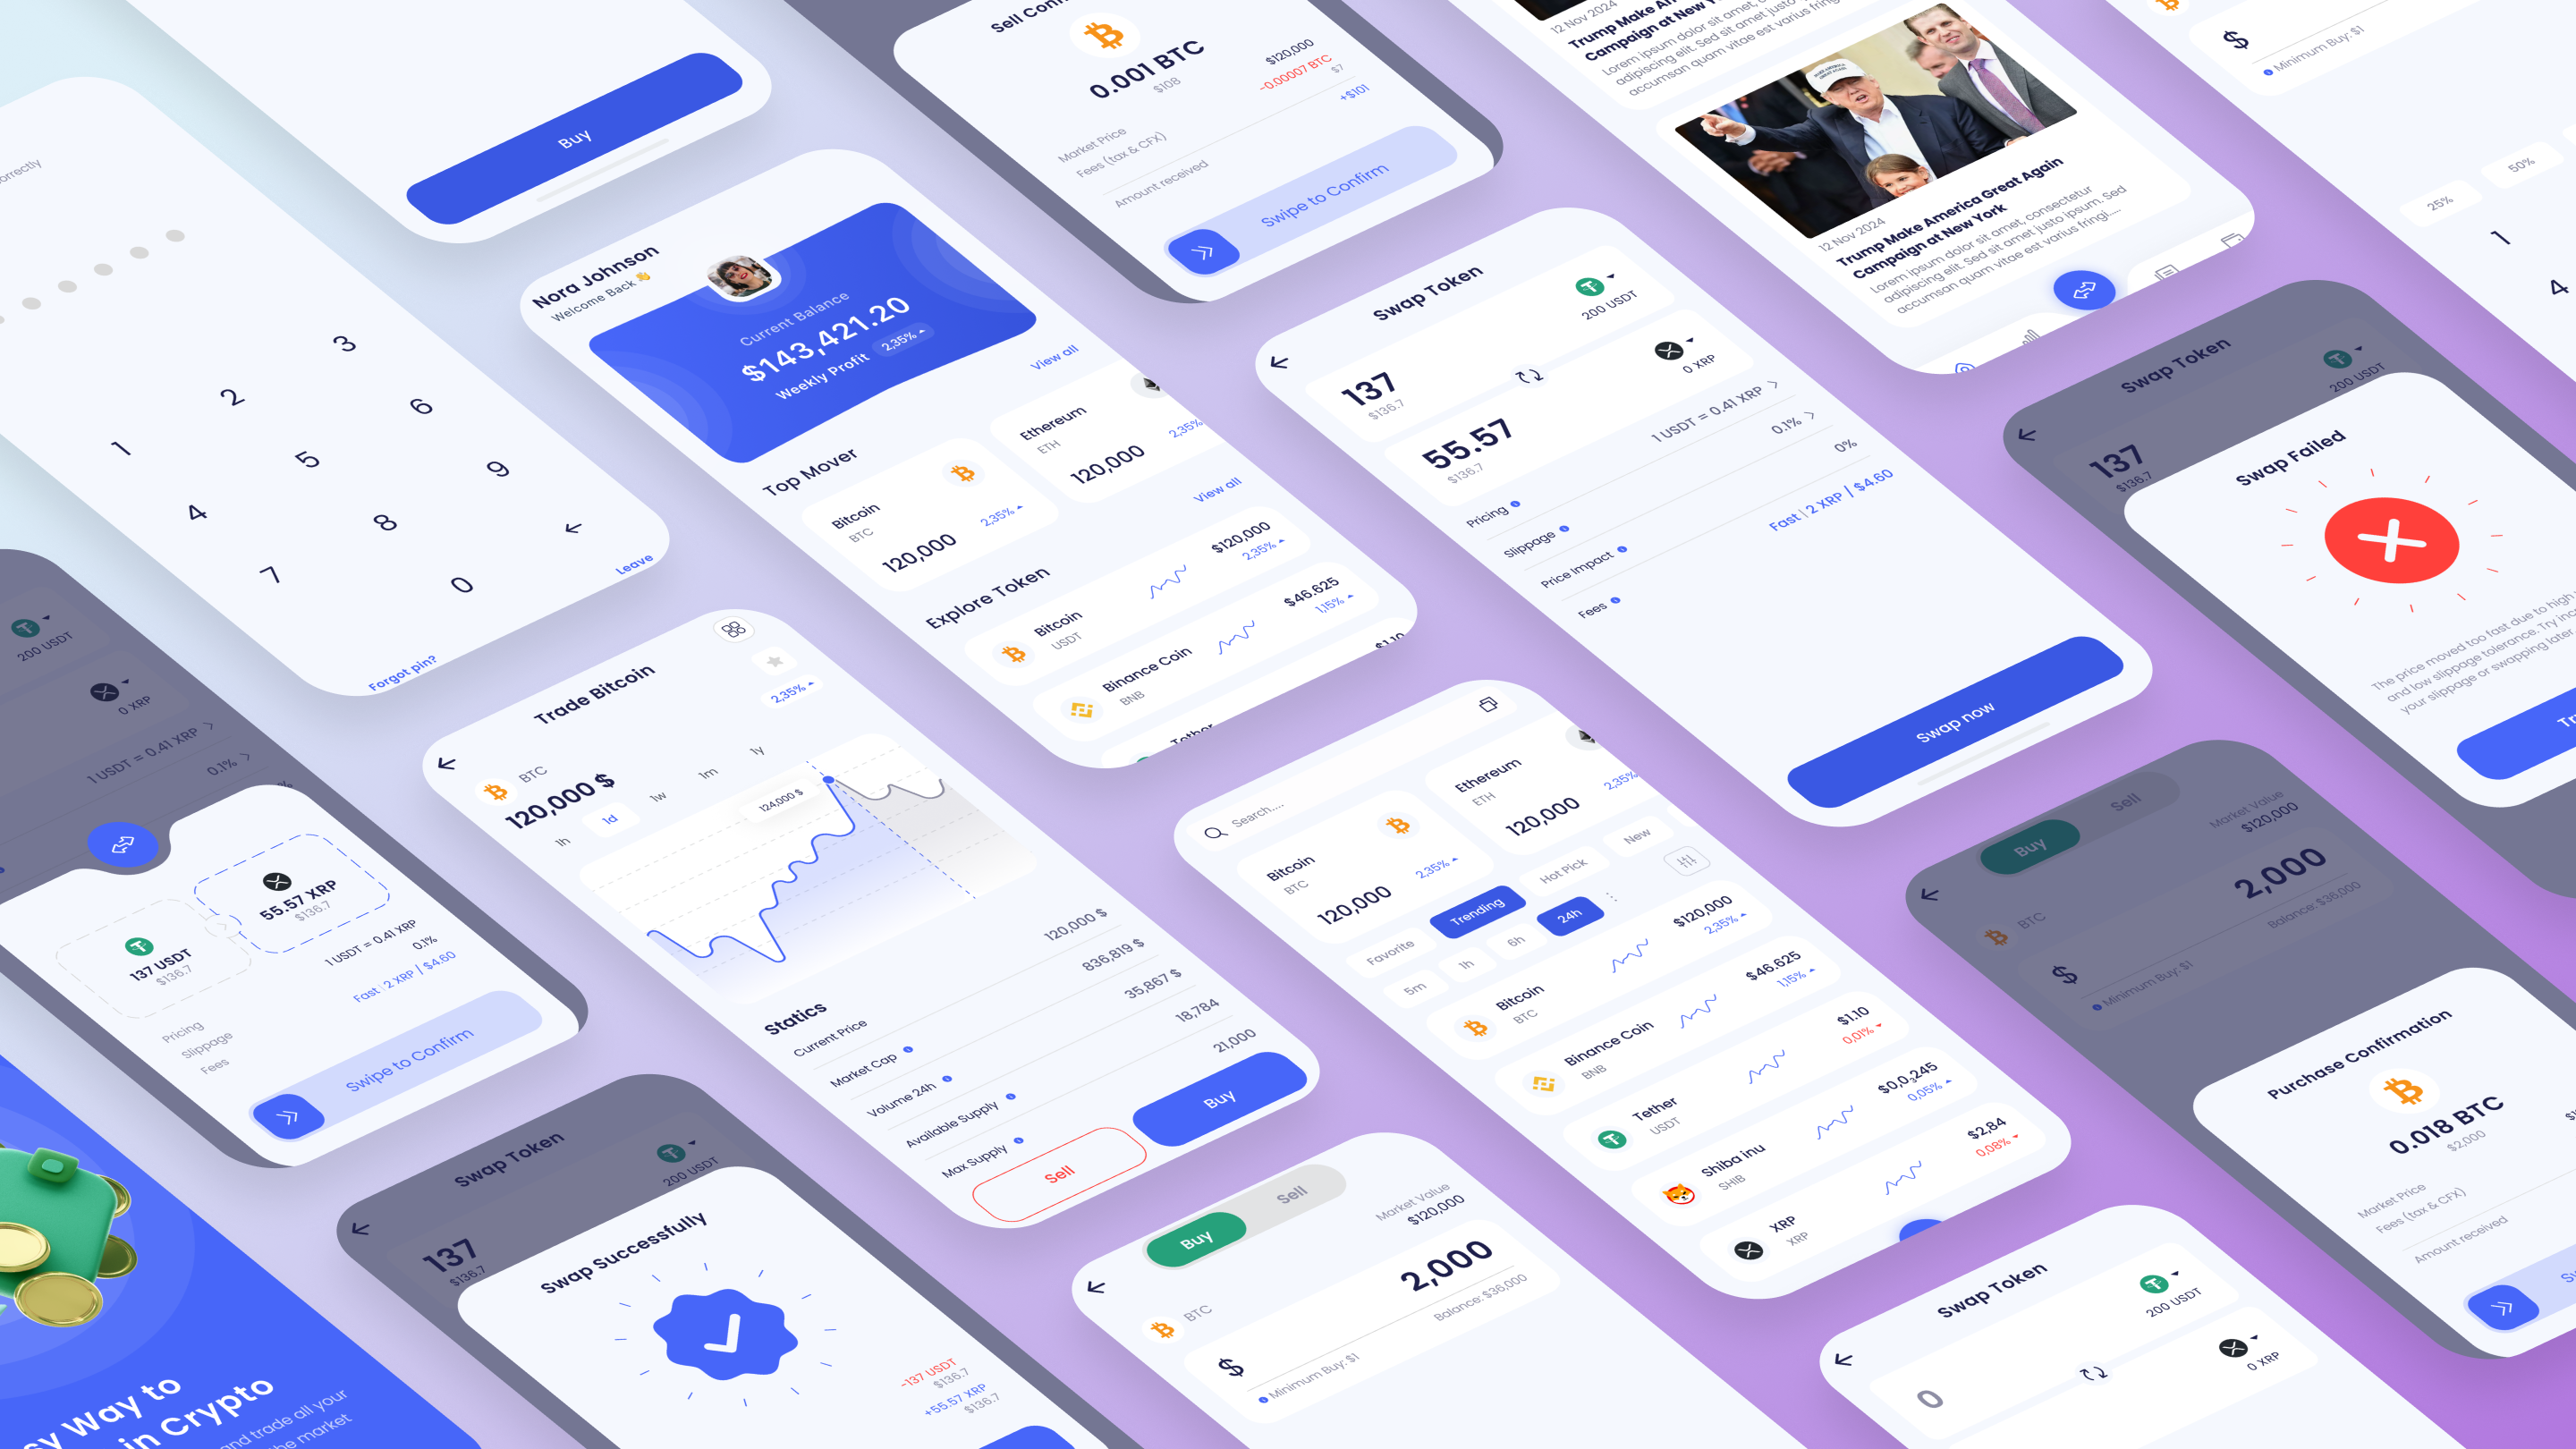 orrectly
1
2
3
4
5
6
7
8
9
0
Forgot pin?
Leave
Buy
Nora Johnson
Welcome Back 👋
Current Balance
$143,421.20
Weekly Profit 2,35%
Top Mover
View all
Bitcoin
BTC
120,000
2,35%
Ethereum
ETH
120,000
2,35%
Explore Token
View all
Bitcoin
USDT
$120,000
2,35%
Binance Coin
BNB
$46.625
1,15%
Tether
$1.10
0.001 BTC
$108
Market Price
$120,000
Fees (tax & CFX)
-0.00007 BTC
$7
Amount received
+$101
Swipe to Confirm
12 Nov 2024
Campaign at New Y
Lorem ipsum dolor sit amet,
adipiscing elit. Sed sit amet justo
accumsan quam vitae est varius fringi
MAKE AMERICA
GREAT AGAIN
12 Nov 2024
Trump Make America Great Again
Campaign at New York
Lorem ipsum dolor sit amet, consectetur
adipiscing elit. Sed sit amet justo ipsum. Sed
accumsan quam vitae est varius fringi.....
$
Minimum Buy: $1
25%
50%
1
4
Swap Token
137
$136.7
200 USDT
55.57
$136.7
0 XRP
Pricing
1 USDT = 0.41 XRP
Slippage
0.1%
Price Impact
0%
Fees
Fast | 2 XRP | $4.60
Swap now
Swap Token
137
$136.7
200 USDT
Swap Failed
The price moved too fast due to high
and low slippage tolerance. Try inc
your slippage or swapping later
200 USDT
0 XRP
1 USDT = 0.41 XRP
0.1%
137 USDT
$136.7
55.57 XRP
$136.7
Pricing
1 USDT = 0.41 XRP
Slippage
0.1%
Fees
Fast | 2 XRP | $4.60
Swipe to Confirm
Trade Bitcoin
BTC
120,000 $
2,35%
1h
1d
1w
1m
1y
124,000 $
Statics
Current Price
120,000 $
Market Cap
836,819 $
Volume 24h
35,867 $
Available Supply
18,784
Max Supply
21,000
Sell
Buy
Search.....
Bitcoin
BTC
120,000
2,35%
Ethereum
ETH
120,000
2,35%
Favorite
Trending
Hot Pick
New
5m
1h
6h
24h
Bitcoin
BTC
$120,000
2,35%
Binance Coin
BNB
$46.625
1,15%
Tether
USDT
$1.10
0,01%
Shiba inu
SHIB
$0,0₃245
0,05%
XRP
XRP
$2,84
0,08%
Buy
Sell
BTC
Market Value
$120,000
$
2,000
Minimum Buy: $1
Balance: $36,000
Purchase Confirmation
0.018 BTC
$2,000
Market Price
Fees (tax & CFX)
Amount received
Way to
in Crypto
and trade all your
market
Swap Token
137
$136.7
200 USDT
Swap Successfully
-137 USDT
$136.7
+55.57 XRP
$136.7
Buy
Sell
BTC
Market Value
$120,000
$
2,000
Minimum Buy: $1
Balance: $36,000
Swap Token
0
200 USDT
0 XRP